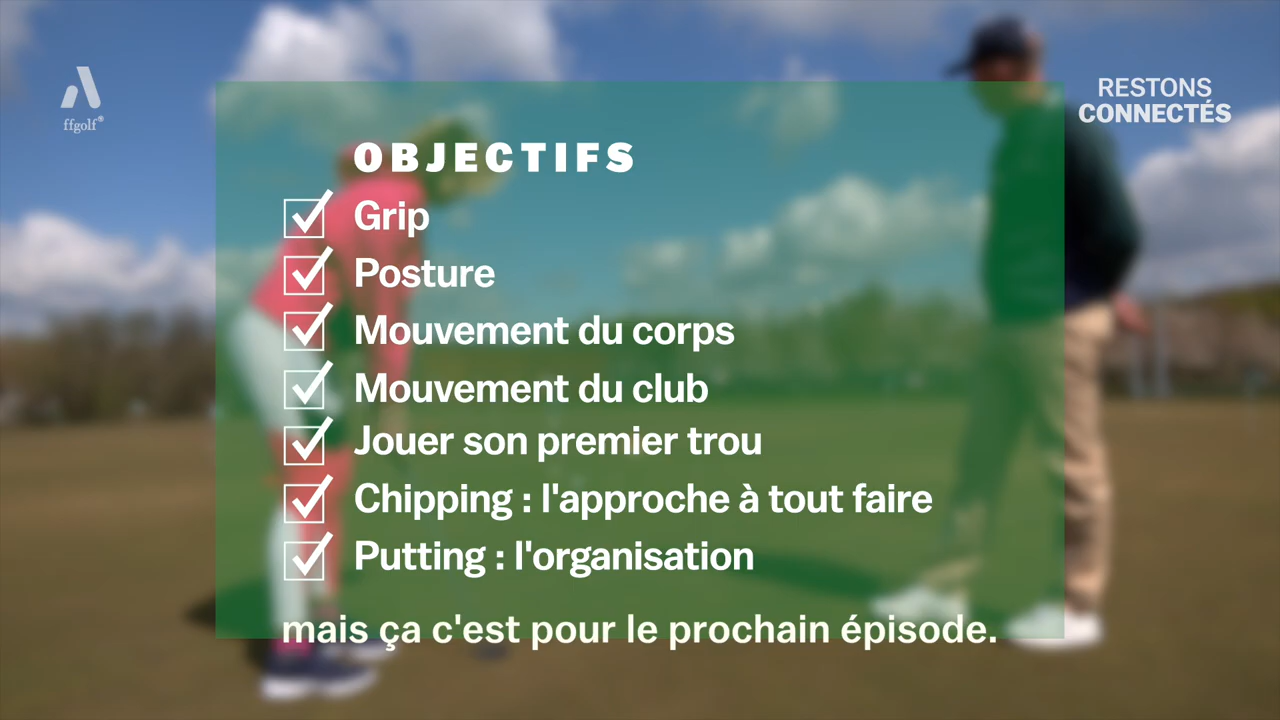 ffgolf®
RESTONS
CONNECTÉS
OBJECTIFS
Grip
Posture
Mouvement du corps
Mouvement du club
Jouer son premier trou
Chipping : l'approche à tout faire
Putting : l'organisation
mais ça c'est pour le prochain épisode.